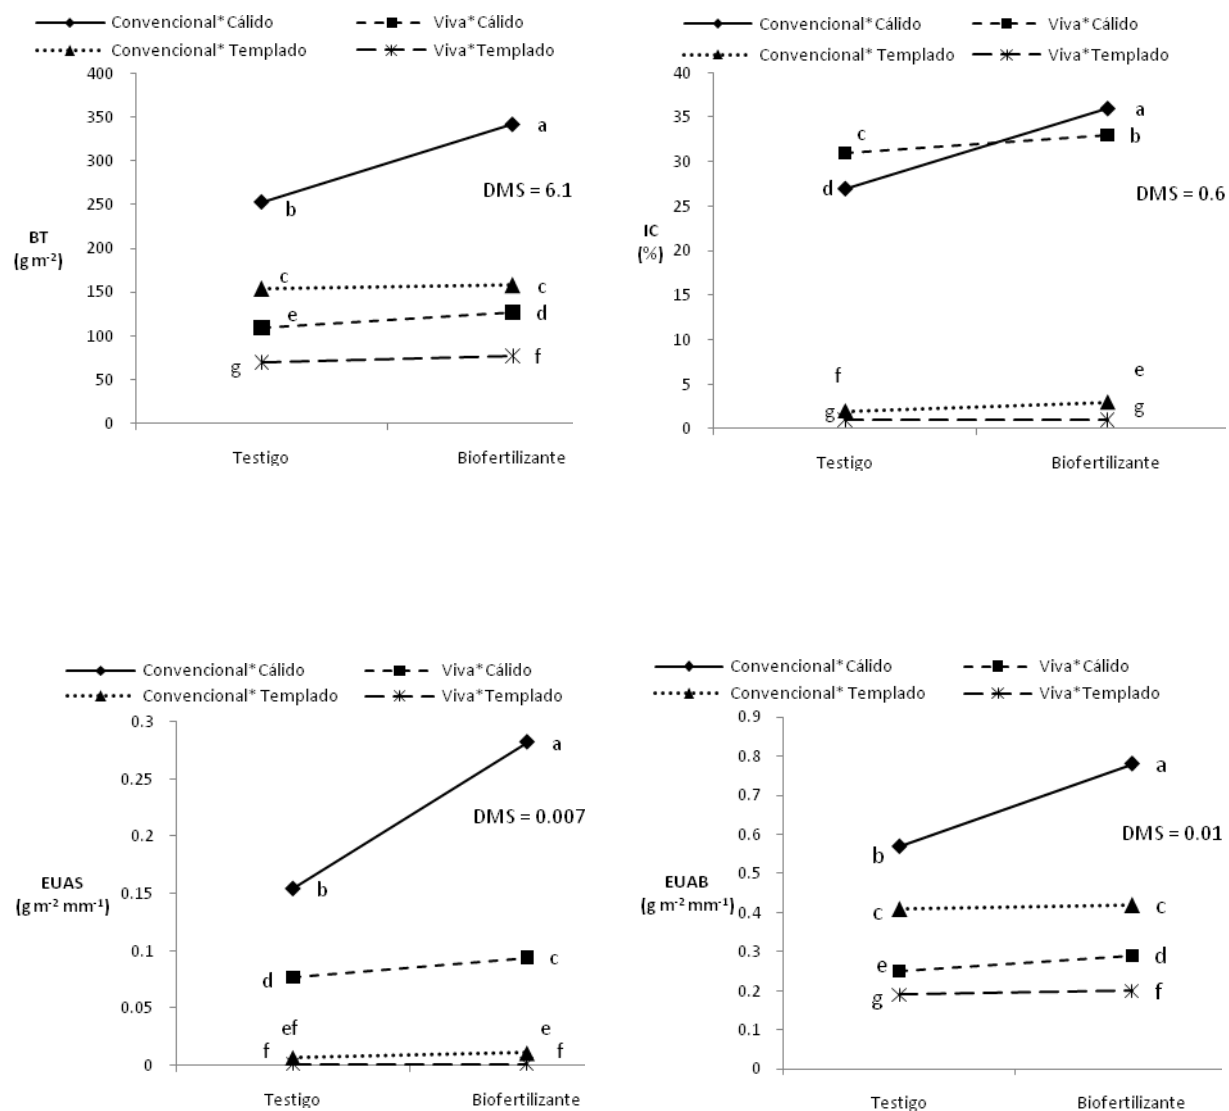 Convencional*Cálido
Viva*Cálido
Convencional* Templado
Viva*Templado
400
350
300
250
200
150
100
50
0
BT
(g m⁻²)
a
b
DMS = 6.1
c
c
e
d
g
f
Testigo
Biofertilizante
Convencional*Cálido
Viva*Cálido
Convencional* Templado
Viva*Templado
40
35
30
25
20
15
10
5
0
IC
(%)
c
a
b
d
DMS = 0.6
f
e
g
g
Testigo
Biofertilizante
Convencional*Cálido
Viva*Cálido
Convencional* Templado
Viva*Templado
0.3
0.25
0.2
0.15
0.1
0.05
0
EUAS
(g m⁻² mm⁻¹)
a
DMS = 0.007
b
d
c
ef
e
f
f
Testigo
Biofertilizante
Convencional*Cálido
Viva*Cálido
Convencional* Templado
Viva*Templado
0.9
0.8
0.7
0.6
0.5
0.4
0.3
0.2
0.1
0
EUAB
(g m⁻² mm⁻¹)
a
DMS = 0.01
b
c
c
e
d
g
f
Testigo
Biofertilizante